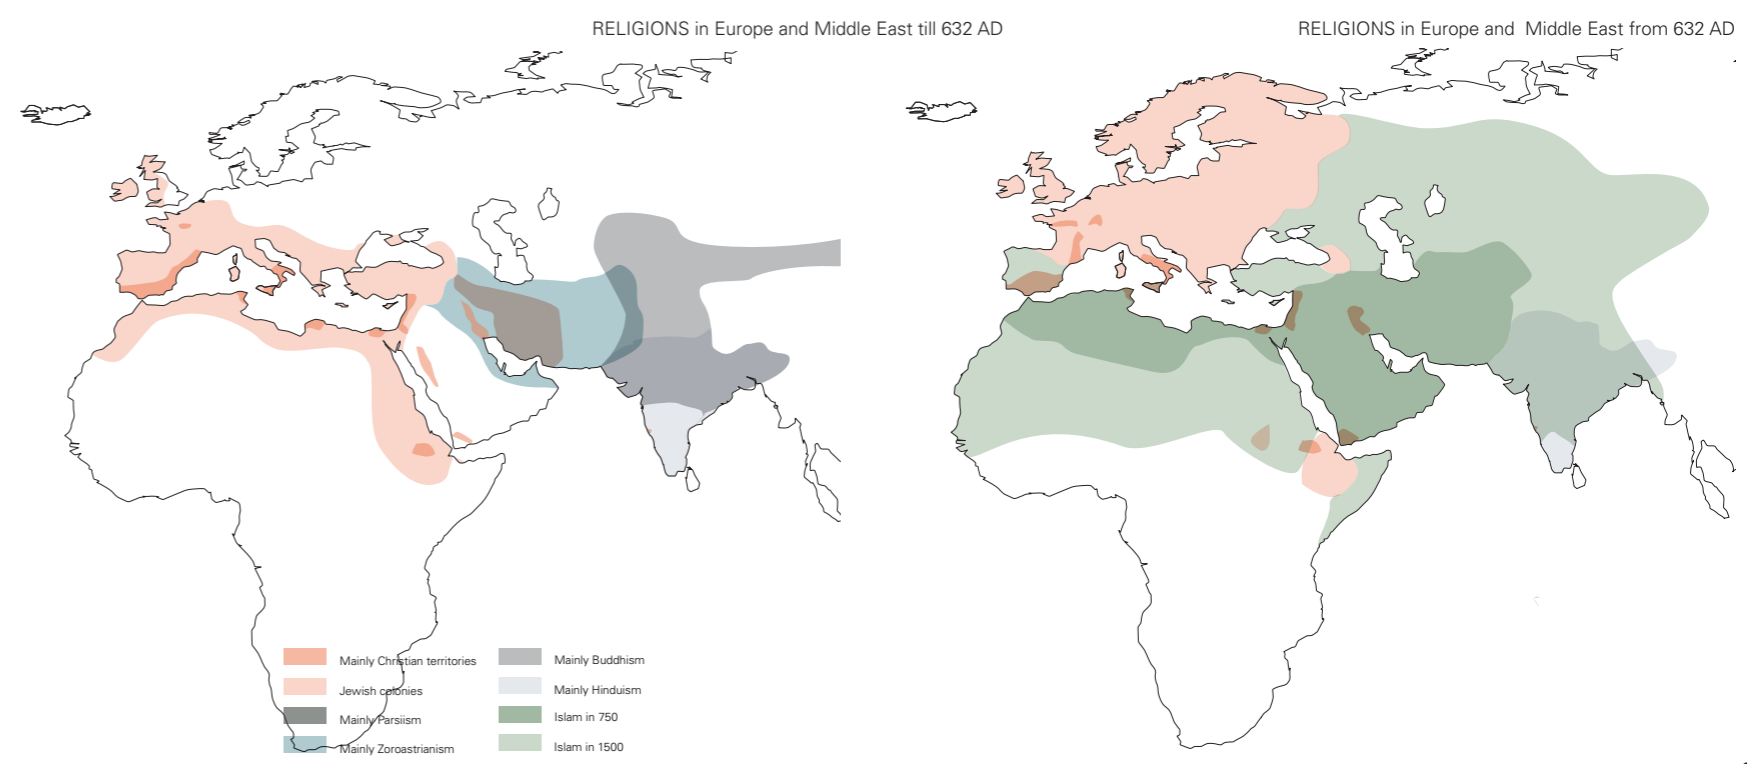 RELIGIONS in Europe and Middle East till 632 AD
RELIGIONS in Europe and Middle East from 632 AD
Mainly Christian territories
Jewish colonies
Mainly Parsiism
Mainly Zoroastrianism
Mainly Buddhism
Mainly Hinduism
Islam in 750
Islam in 1500